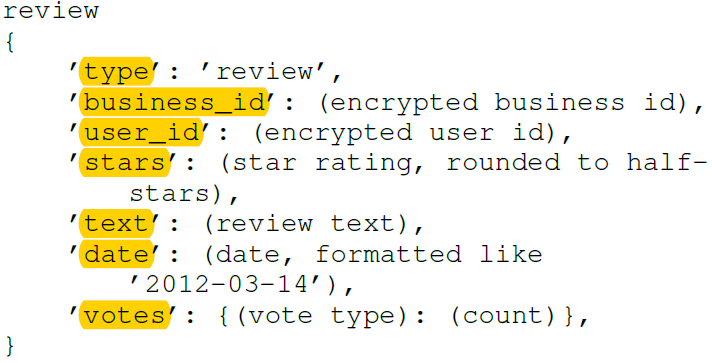 review
{
’type’: ’review’,
’business_id’: (encrypted business id),
’user_id’: (encrypted user id),
’stars’: (star rating, rounded to half-
stars),
’text’: (review text),
’date’: (date, formatted like
’2012-03-14’),
’votes’: {(vote type): (count)},
}